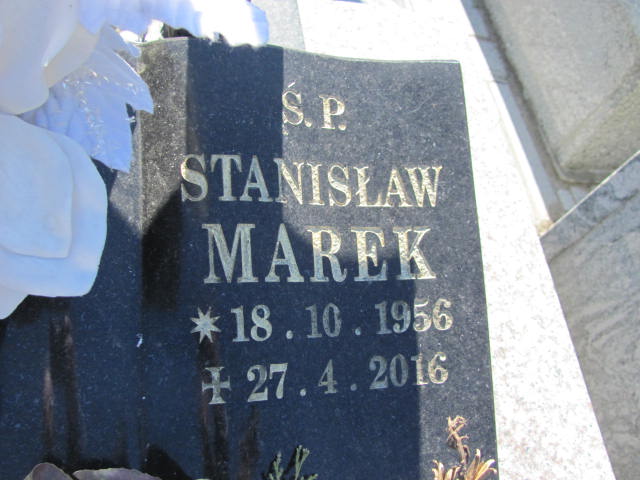 Ś.P.
STANISŁAW
MAREK
* 18.10.1956
✝ 27.4.2016